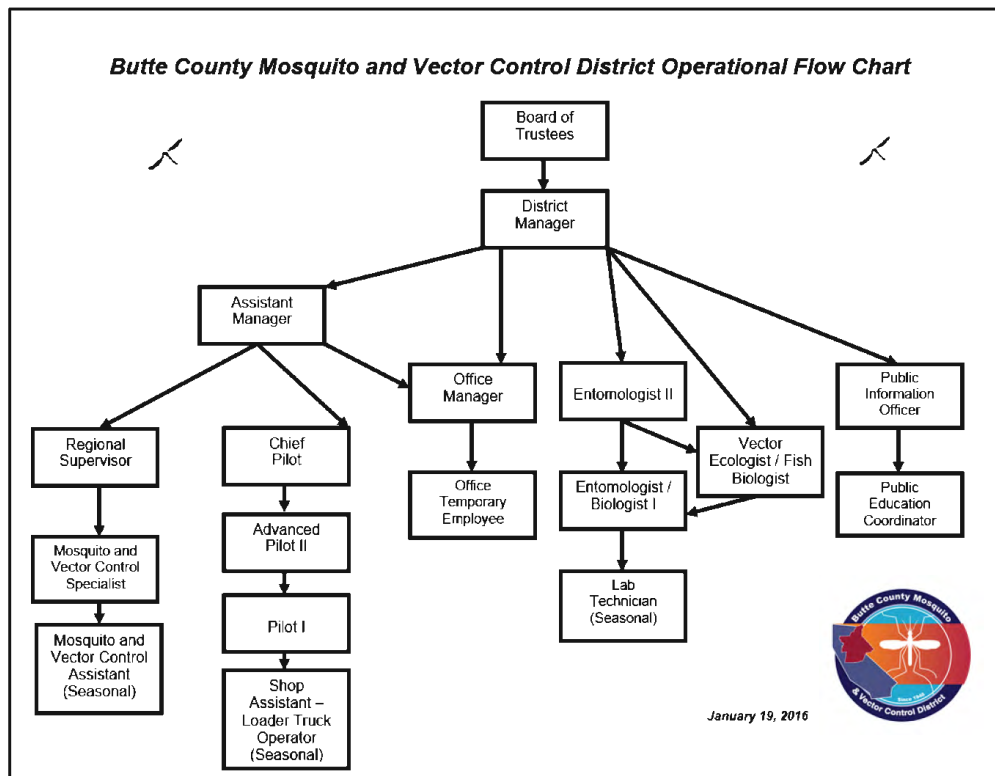 Butte County Mosquito and Vector Control District Operational Flow Chart
Board of
Trustees
District
Manager
Assistant
Manager
Office
Manager
Entomologist II
Public
Information
Officer
Regional
Supervisor
Chief
Pilot
Vector
Ecologist / Fish
Biologist
Office
Temporary
Employee
Entomologist /
Biologist I
Public
Education
Coordinator
Advanced
Pilot II
Mosquito and
Vector Control
Specialist
Lab
Technician
(Seasonal)
Pilot I
Mosquito and
Vector Control
Assistant
(Seasonal)
Shop
Assistant –
Loader Truck
Operator
(Seasonal)
January 19, 2016
Butte County Mosquito
& Vector Control District